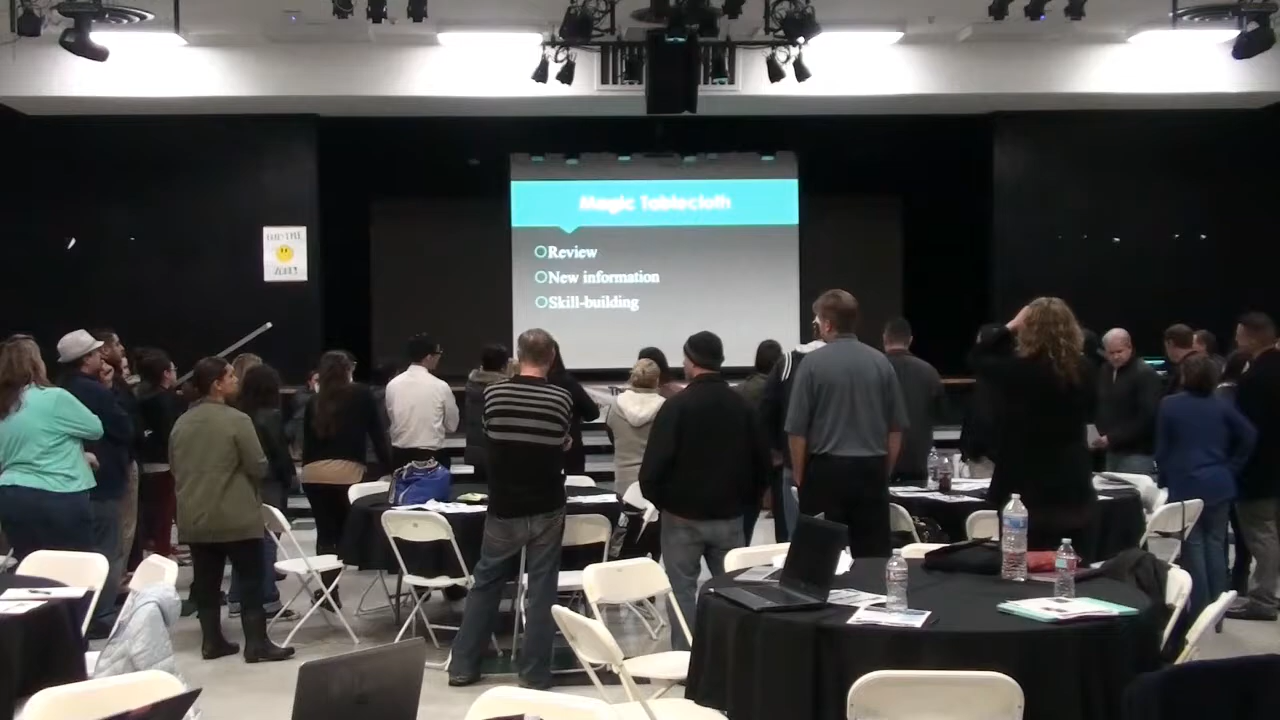 Magic Tablecloth
Review
New information
Skill-building